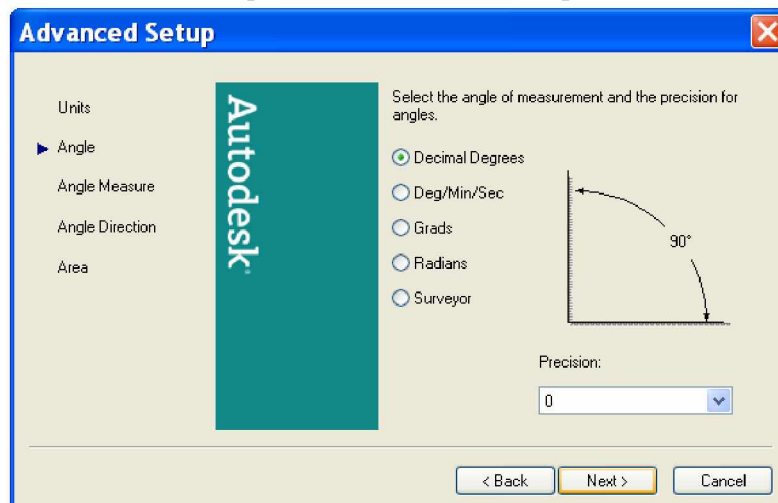 Advanced Setup
Units
Angle
Angle Measure
Angle Direction
Area
Autodesk
Select the angle of measurement and the precision for
angles.
Decimal Degrees
Deg/Min/Sec
Grads
Radians
Surveyor
90°
Precision:
0
< Back
Next >
Cancel